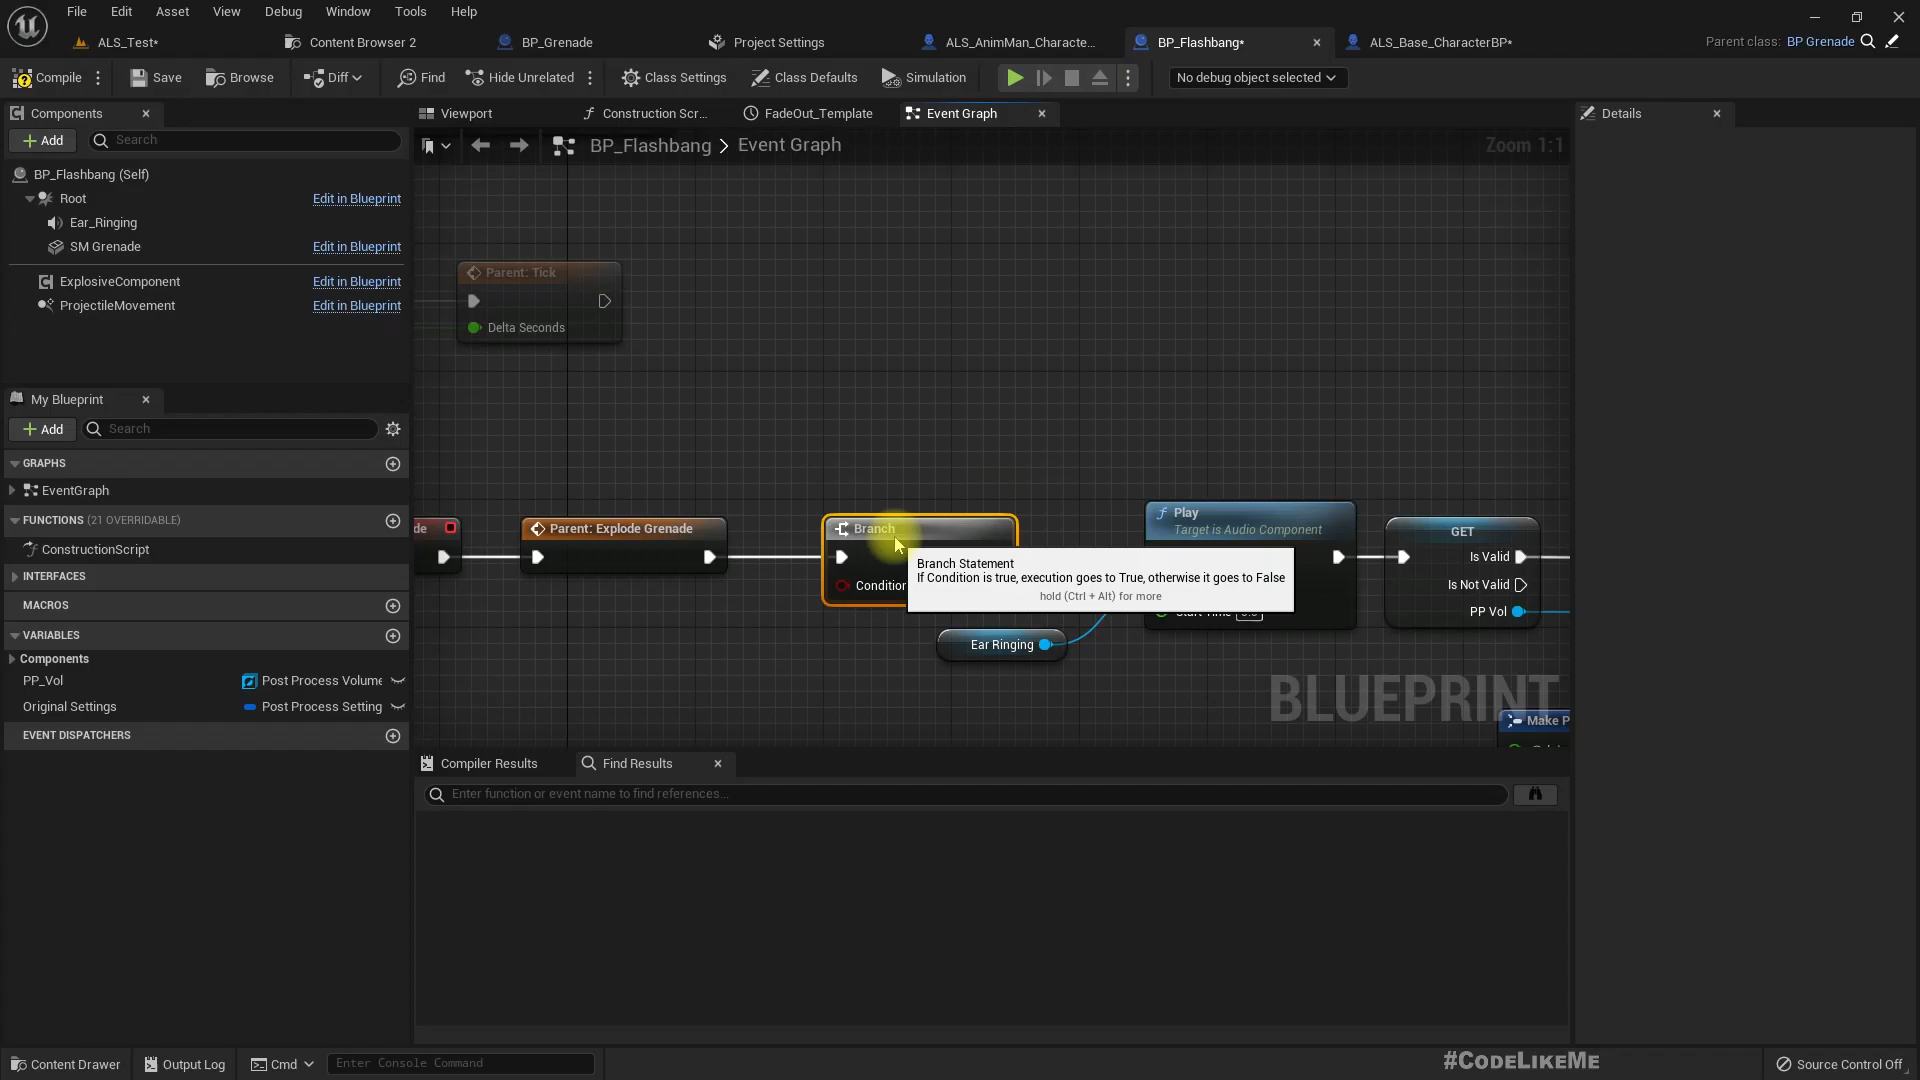 File Edit Asset View Debug Window Tools Help
ALS_Test* Content Browser 2 BP_Grenade Project Settings ALS_AnimMan_Characte... BP_Flashbang* ALS_Base_CharacterBP* Parent class: BP Grenade
Compile Save Browse Diff Find Hide Unrelated Class Settings Class Defaults Simulation No debug object selected
Components Viewport Construction Scr... FadeOut_Template Event Graph Details
Add Search
BP_Flashbang > Event Graph Zoom 1:1
BP_Flashbang (Self)
Root Edit in Blueprint
Ear_Ringing
SM Grenade Edit in Blueprint
ExplosiveComponent Edit in Blueprint
ProjectileMovement Edit in Blueprint
My Blueprint
Add Search
GRAPHS
EventGraph
FUNCTIONS (21 OVERRIDABLE)
ConstructionScript
INTERFACES
MACROS
VARIABLES
Components
PP_Vol Post Process Volume
Original Settings Post Process Setting
EVENT DISPATCHERS
Parent: Tick
Delta Seconds
de
Parent: Explode Grenade
Branch
Condition
Branch Statement
If Condition is true, execution goes to True, otherwise it goes to False
hold (Ctrl + Alt) for more
Ear Ringing
Play
Target is Audio Component
GET
Is Valid
Is Not Valid
PP Vol
BLUEPRINT
Make P
Compiler Results Find Results
Enter function or event name to find references...
Content Drawer Output Log Cmd Enter Console Command #CODELIKEME Source Control Off